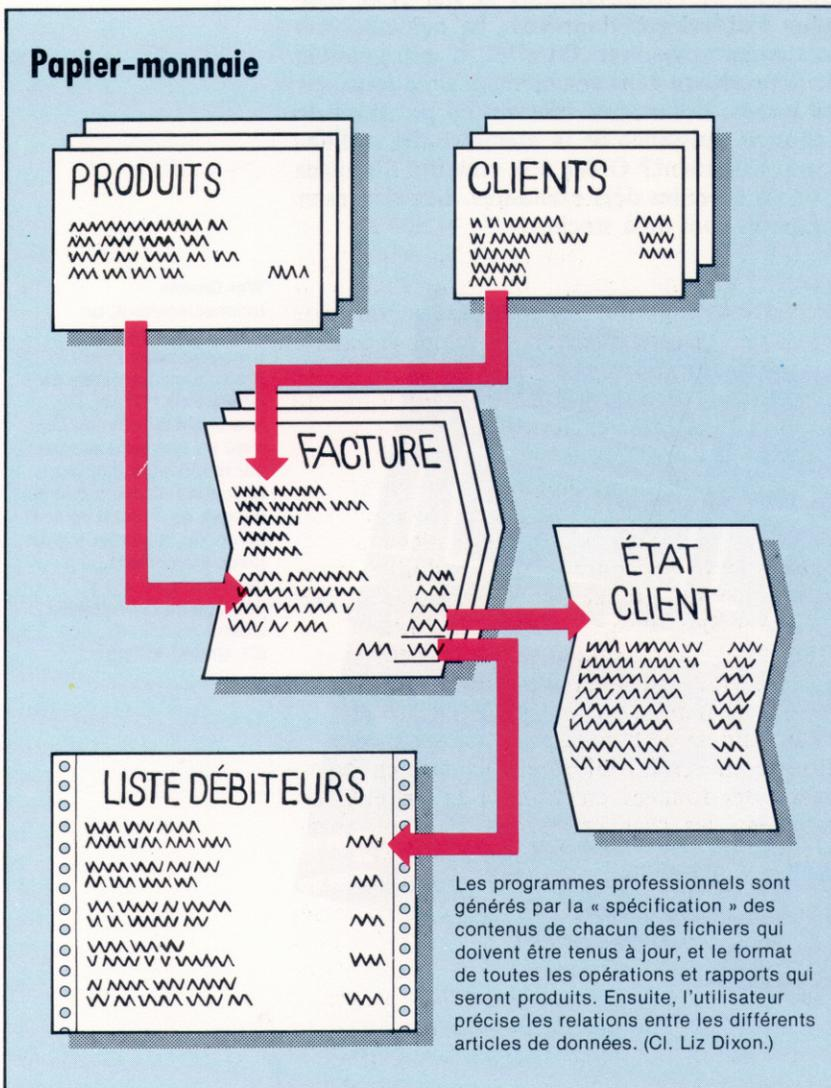 Papier-monnaie
PRODUITS
CLIENTS
FACTURE
ÉTAT
CLIENT
LISTE DÉBITEURS
Les programmes professionnels sont
générés par la « spécification » des
contenus de chacun des fichiers qui
doivent être tenus à jour, et le format
de toutes les opérations et rapports qui
seront produits. Ensuite, l'utilisateur
précise les relations entre les différents
articles de données. (Cl. Liz Dixon.)